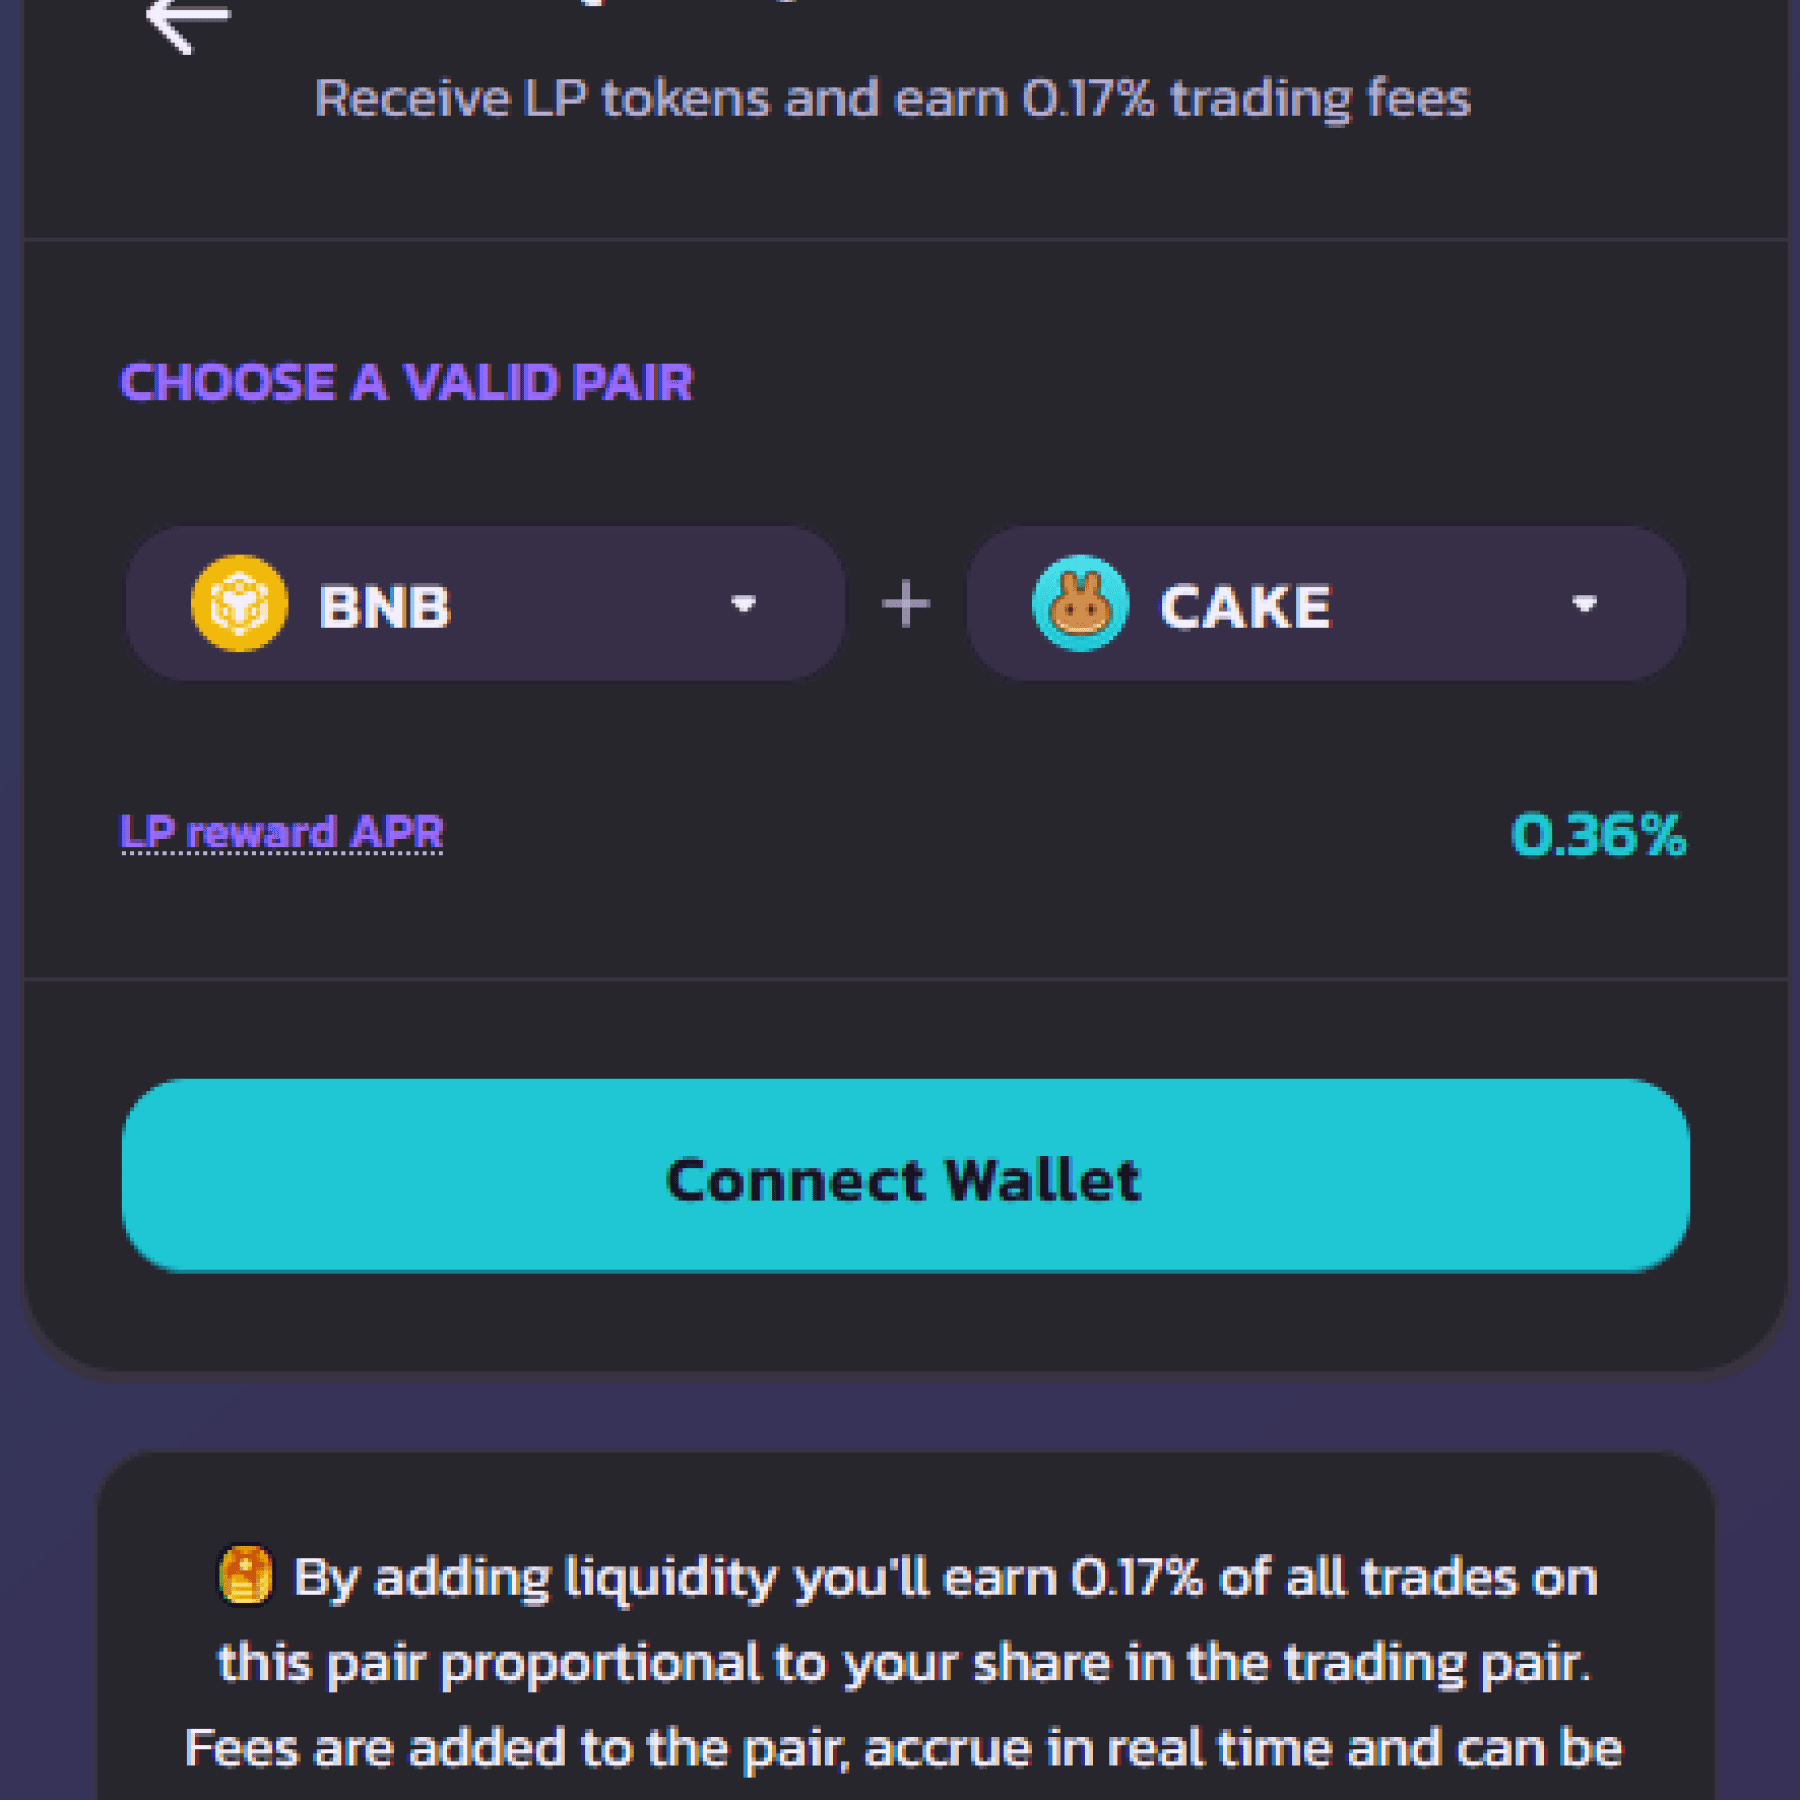 Receive LP tokens and earn 0.17% trading fees
CHOOSE A VALID PAIR
BNB + CAKE
LP reward APR 0.36%
Connect Wallet
By adding liquidity you'll earn 0.17% of all trades on
this pair proportional to your share in the trading pair.
Fees are added to the pair, accrue in real time and can be